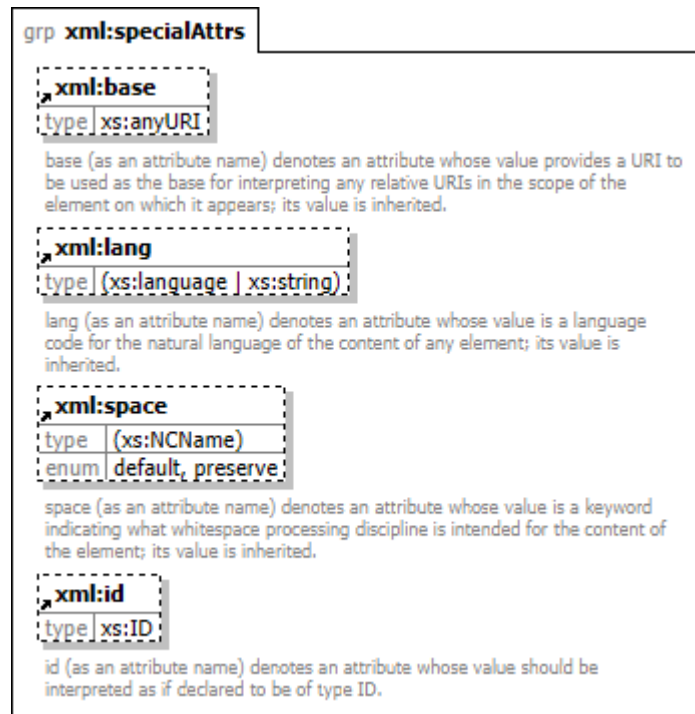 grp xml:specialAttrs
xml:base
type xs:anyURI
base (as an attribute name) denotes an attribute whose value provides a URI to
be used as the base for interpreting any relative URIs in the scope of the
element on which it appears; its value is inherited.
xml:lang
type (xs:language | xs:string)
lang (as an attribute name) denotes an attribute whose value is a language
code for the natural language of the content of any element; its value is
inherited.
xml:space
type (xs:NCName)
enum default, preserve
space (as an attribute name) denotes an attribute whose value is a keyword
indicating what whitespace processing discipline is intended for the content of
the element; its value is inherited.
xml:id
type xs:ID
id (as an attribute name) denotes an attribute whose value should be
interpreted as if declared to be of type ID.